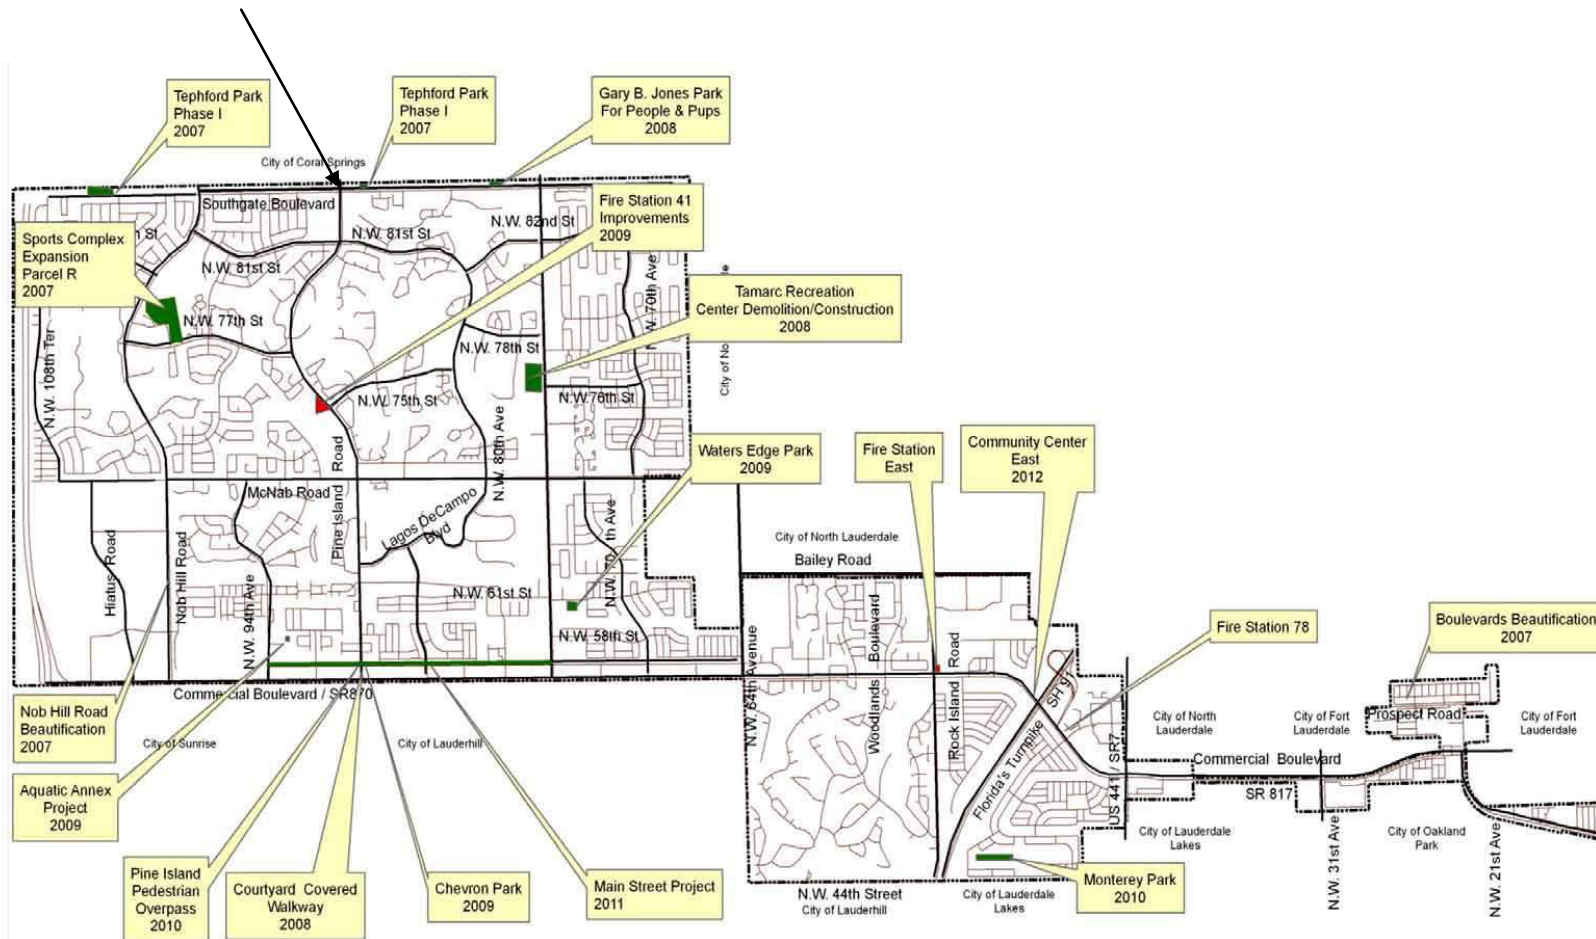 Tephford Park
Phase I
2007
Tephford Park
Phase I
2007
Gary B. Jones Park
For People & Pups
2008
City of Coral Springs
Southgate Boulevard
Fire Station 41
Improvements
2009
N.W. 82nd St
N.W. 81st St
Sports Complex
Expansion
Parcel R
2007
h St
N.W. 81st St
N.W. 70th Ave
Tamarc Recreation
Center Demolition/Construction
2008
N.W. 77th St
N.W. 78th St
N.W. 108th Ter
City of No
le
N.W. 75th St
N.W.76th St
N.W. 80th Ave
Waters Edge Park
2009
Fire Station
East
Community Center
East
2012
McNab Road
Pine Island Road
Lagos DeCampo
Blvd
City of North Lauderdale
Bailey Road
Hiatus Road
Nob Hill Road
N.W. 94th Ave
N.W. 61st St
N.W. 70th Ave
N.W. 58th St
N.W. 64th Avenue
Woodlands Boulevard
Rock Island Road
Fire Station 78
Boulevards Beautification
2007
Commercial Boulevard / SR870
SH 91
Florida's Turnpike
US 441 / SR7
Nob Hill Road
Beautification
2007
City of Sunrise
City of Lauderhill
City of North
Lauderdale
City of Fort
Lauderdale
Prospect Road
City of Fort
Lauderdale
Commercial Boulevard
SR 817
Aquatic Annex
Project
2009
City of Lauderdale
Lakes
N.W. 31st Ave
City of Oakland
Park
N.W. 21st Ave
Pine Island
Pedestrian
Overpass
2010
Courtyard Covered
Walkway
2008
Chevron Park
2009
Main Street Project
2011
N.W. 44th Street
City of Lauderhill
City of Lauderdale
Lakes
Monterey Park
2010